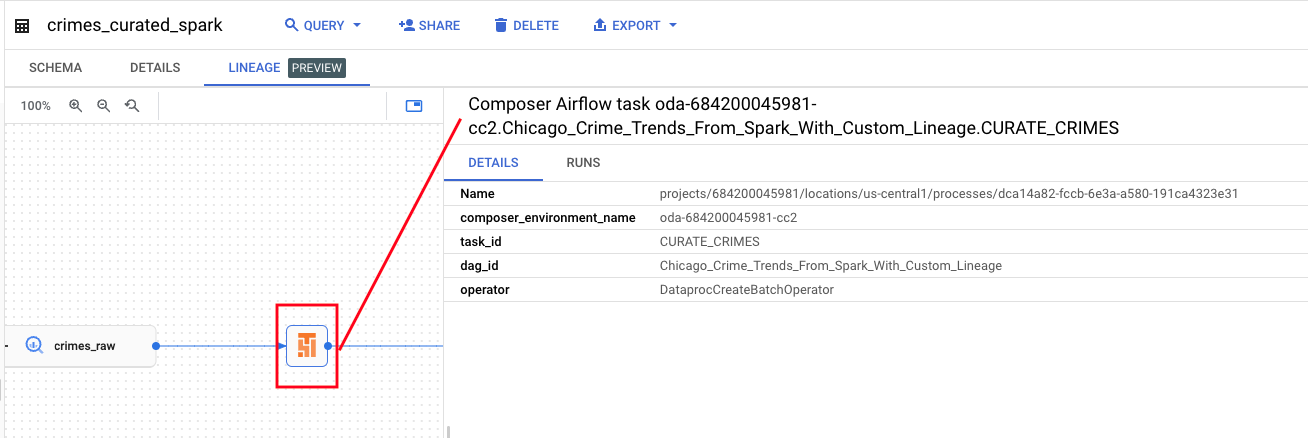 crimes_curated_spark
QUERY
SHARE
DELETE
EXPORT
SCHEMA
DETAILS
LINEAGE
PREVIEW
100%
crimes_raw
Composer Airflow task oda-684200045981-
cc2.Chicago_Crime_Trends_From_Spark_With_Custom_Lineage.CURATE_CRIMES
DETAILS
RUNS
Name projects/684200045981/locations/us-central1/processes/dca14a82-fccb-6e3a-a580-191ca4323e31
composer_environment_name oda-684200045981-cc2
task_id CURATE_CRIMES
dag_id Chicago_Crime_Trends_From_Spark_With_Custom_Lineage
operator DataprocCreateBatchOperator